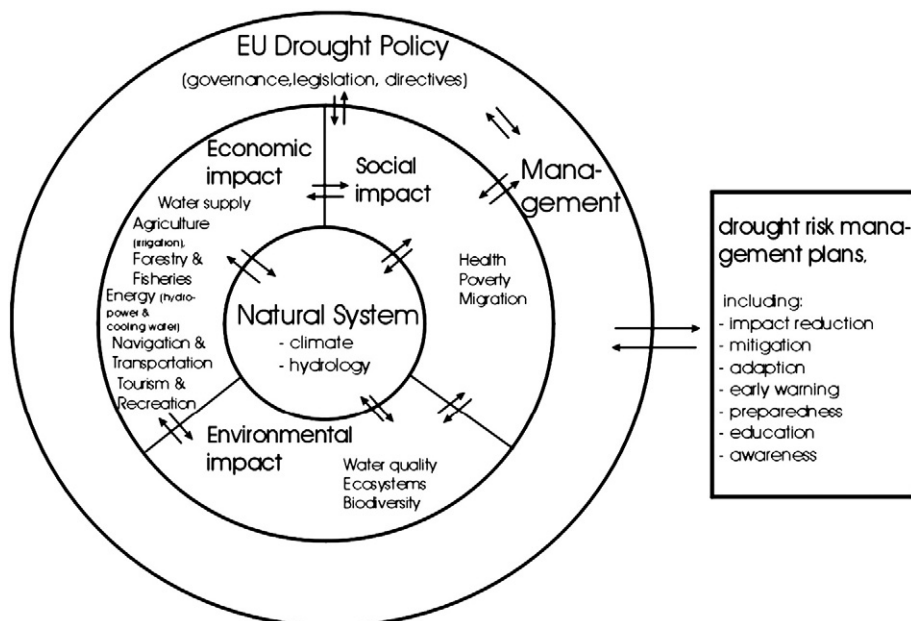 EU Drought Policy
(governance,legislation, directives)
Mana-
gement
Economic
impact
Water supply
Agriculture
(irrigation),
Forestry &
Fisheries
Energy (hydro-
power &
cooling water)
Navigation &
Transportation
Tourism &
Recreation
Social
impact
Health
Poverty
Migration
Natural System
- climate
- hydrology
Environmental
impact
Water quality
Ecosystems
Biodiversity
drought risk mana-
gement plans,
including:
- impact reduction
- mitigation
- adaption
- early warning
- preparedness
- education
- awareness